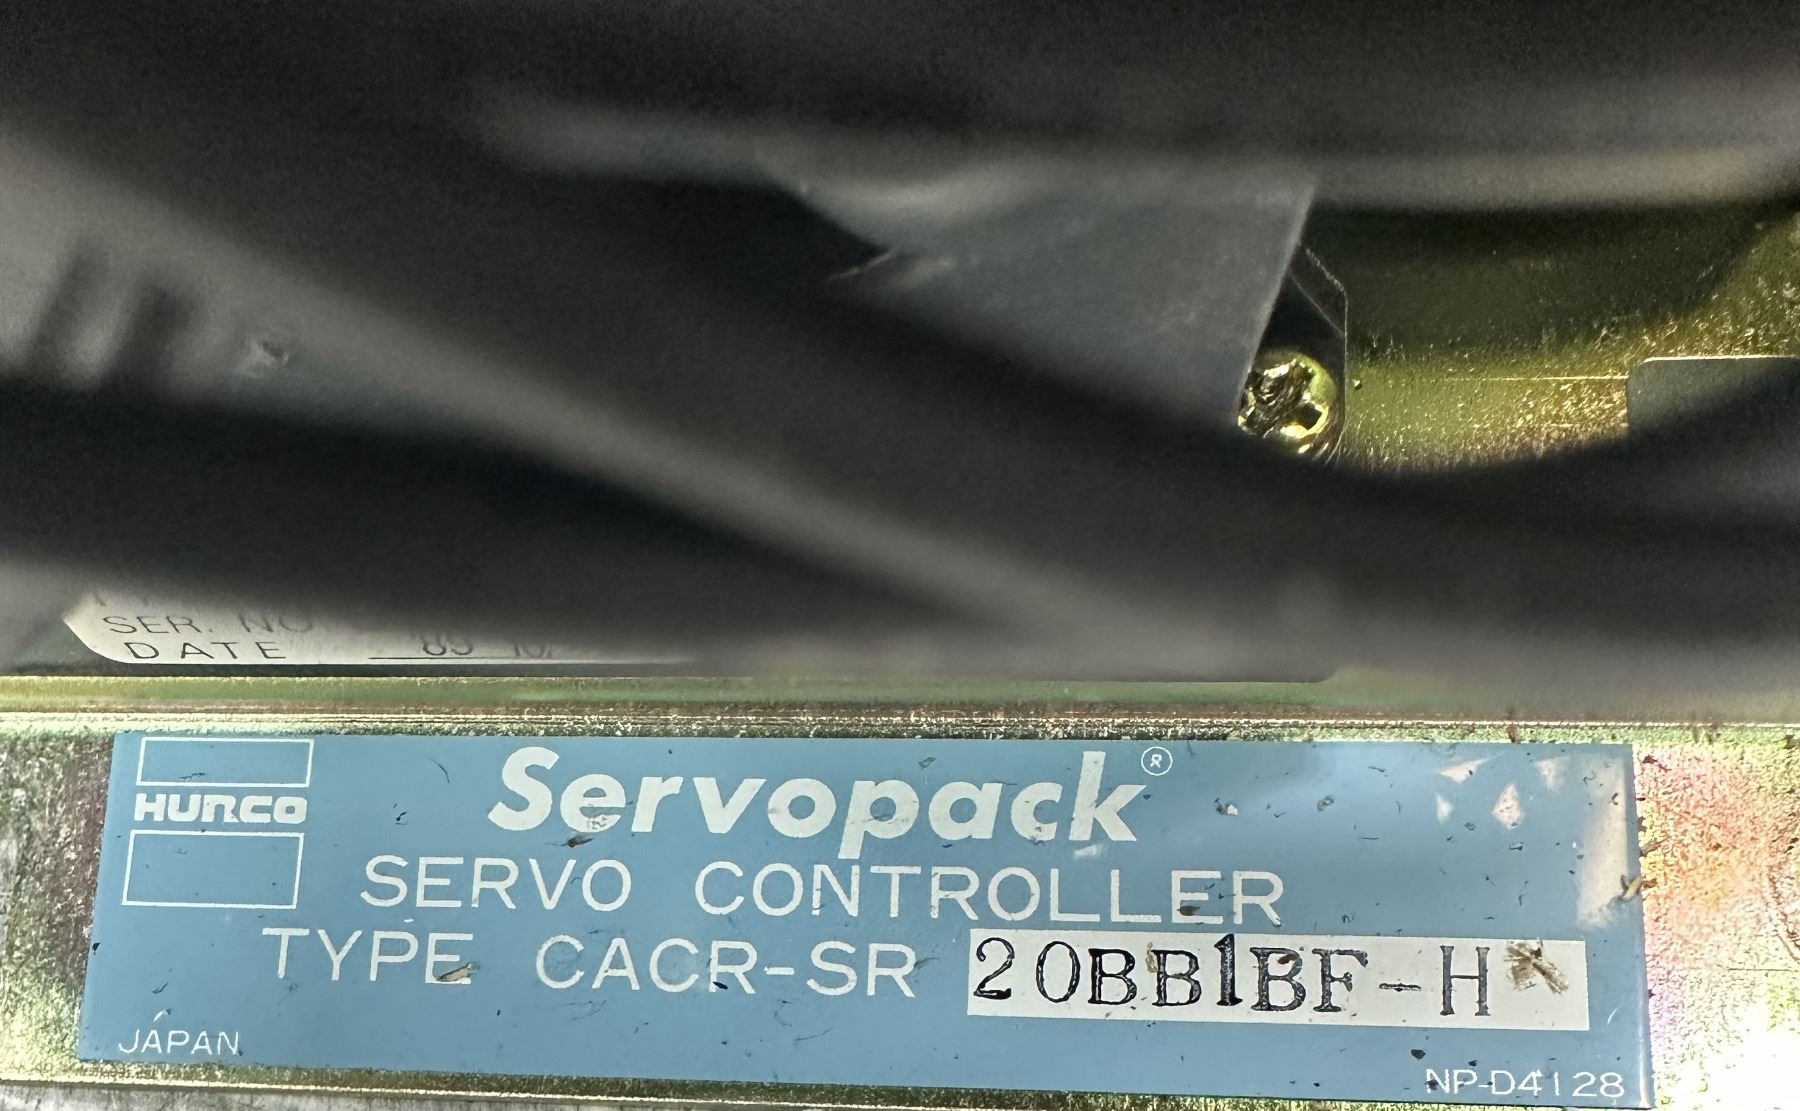 SER. NO
DATE
HURCO
Servopack®
SERVO CONTROLLER
TYPE CACR-SR 20BB1BF-H
JAPAN
NP-D4128